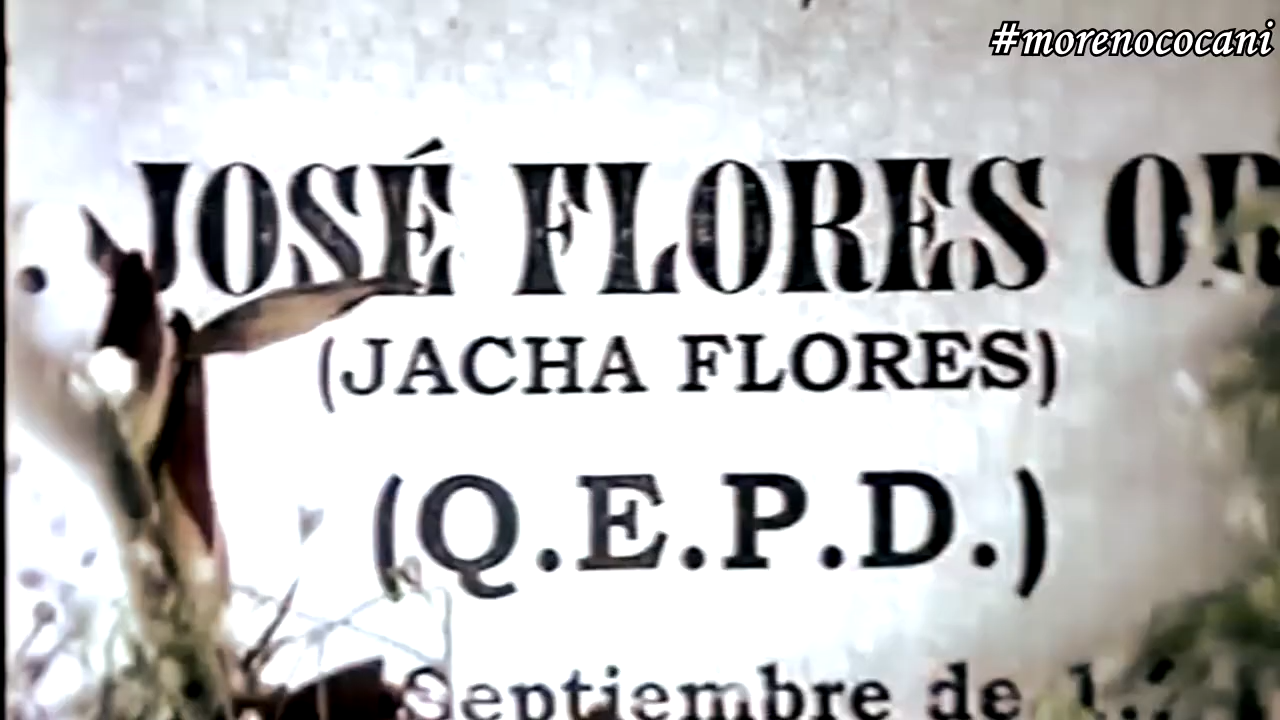 #morenococani
JOSÉ FLORES
(JACHA FLORES)
(Q.E.P.D.)
Septiembre de